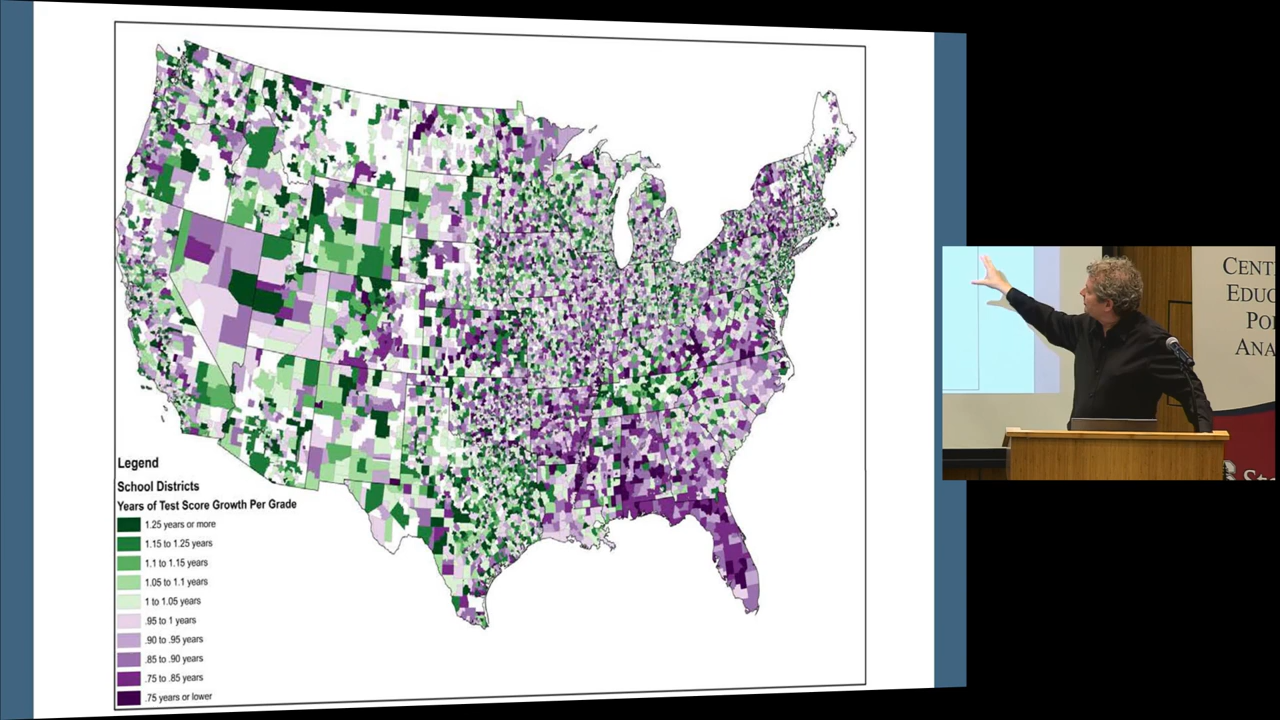 Legend
School Districts
Years of Test Score Growth Per Grade
1.25 years or more
1.15 to 1.25 years
1.1 to 1.15 years
1.05 to 1.1 years
1 to 1.05 years
.95 to 1 years
.90 to .95 years
.85 to .90 years
.75 to .85 years
.75 years or lower
CENT
EDUC
PO
ANA